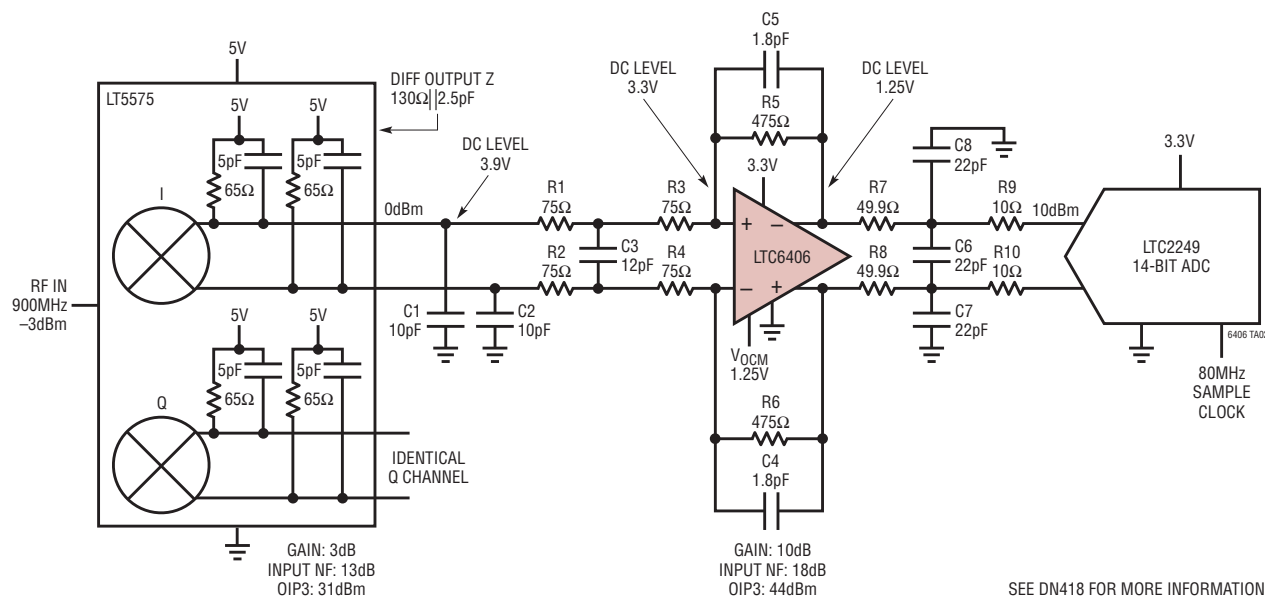 LT5575
5V
5V
5V
5pF
65Ω
5pF
65Ω
I
RF IN
900MHz
–3dBm
5V
5V
5pF
65Ω
5pF
65Ω
Q
IDENTICAL
Q CHANNEL
GAIN: 3dB
INPUT NF: 13dB
OIP3: 31dBm
DIFF OUTPUT Z
130Ω||2.5pF
DC LEVEL
3.9V
0dBm
C1
10pF
C2
10pF
R1
75Ω
R2
75Ω
C3
12pF
R3
75Ω
R4
75Ω
DC LEVEL
3.3V
C5
1.8pF
R5
475Ω
DC LEVEL
1.25V
3.3V
+ –
LTC6406
– +
VOCM
1.25V
R6
475Ω
C4
1.8pF
GAIN: 10dB
INPUT NF: 18dB
OIP3: 44dBm
R7
49.9Ω
R8
49.9Ω
C8
22pF
C6
22pF
C7
22pF
R9
10Ω
R10
10Ω
10dBm
3.3V
LTC2249
14-BIT ADC
80MHz
SAMPLE
CLOCK
SEE DN418 FOR MORE INFORMATION